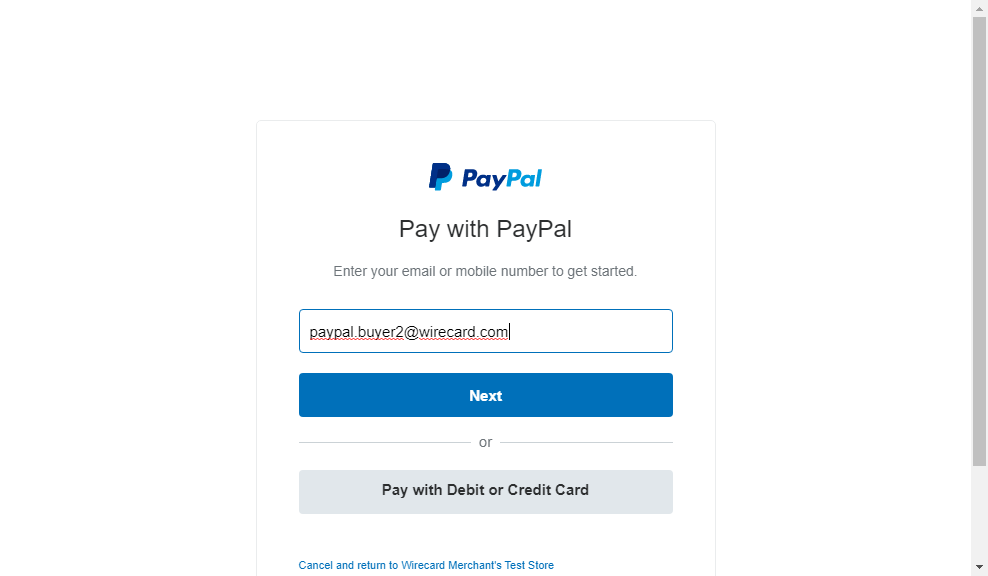 PayPal
Pay with PayPal
Enter your email or mobile number to get started.
paypal.buyer2@wirecard.com
Next
or
Pay with Debit or Credit Card
Cancel and return to Wirecard Merchant's Test Store